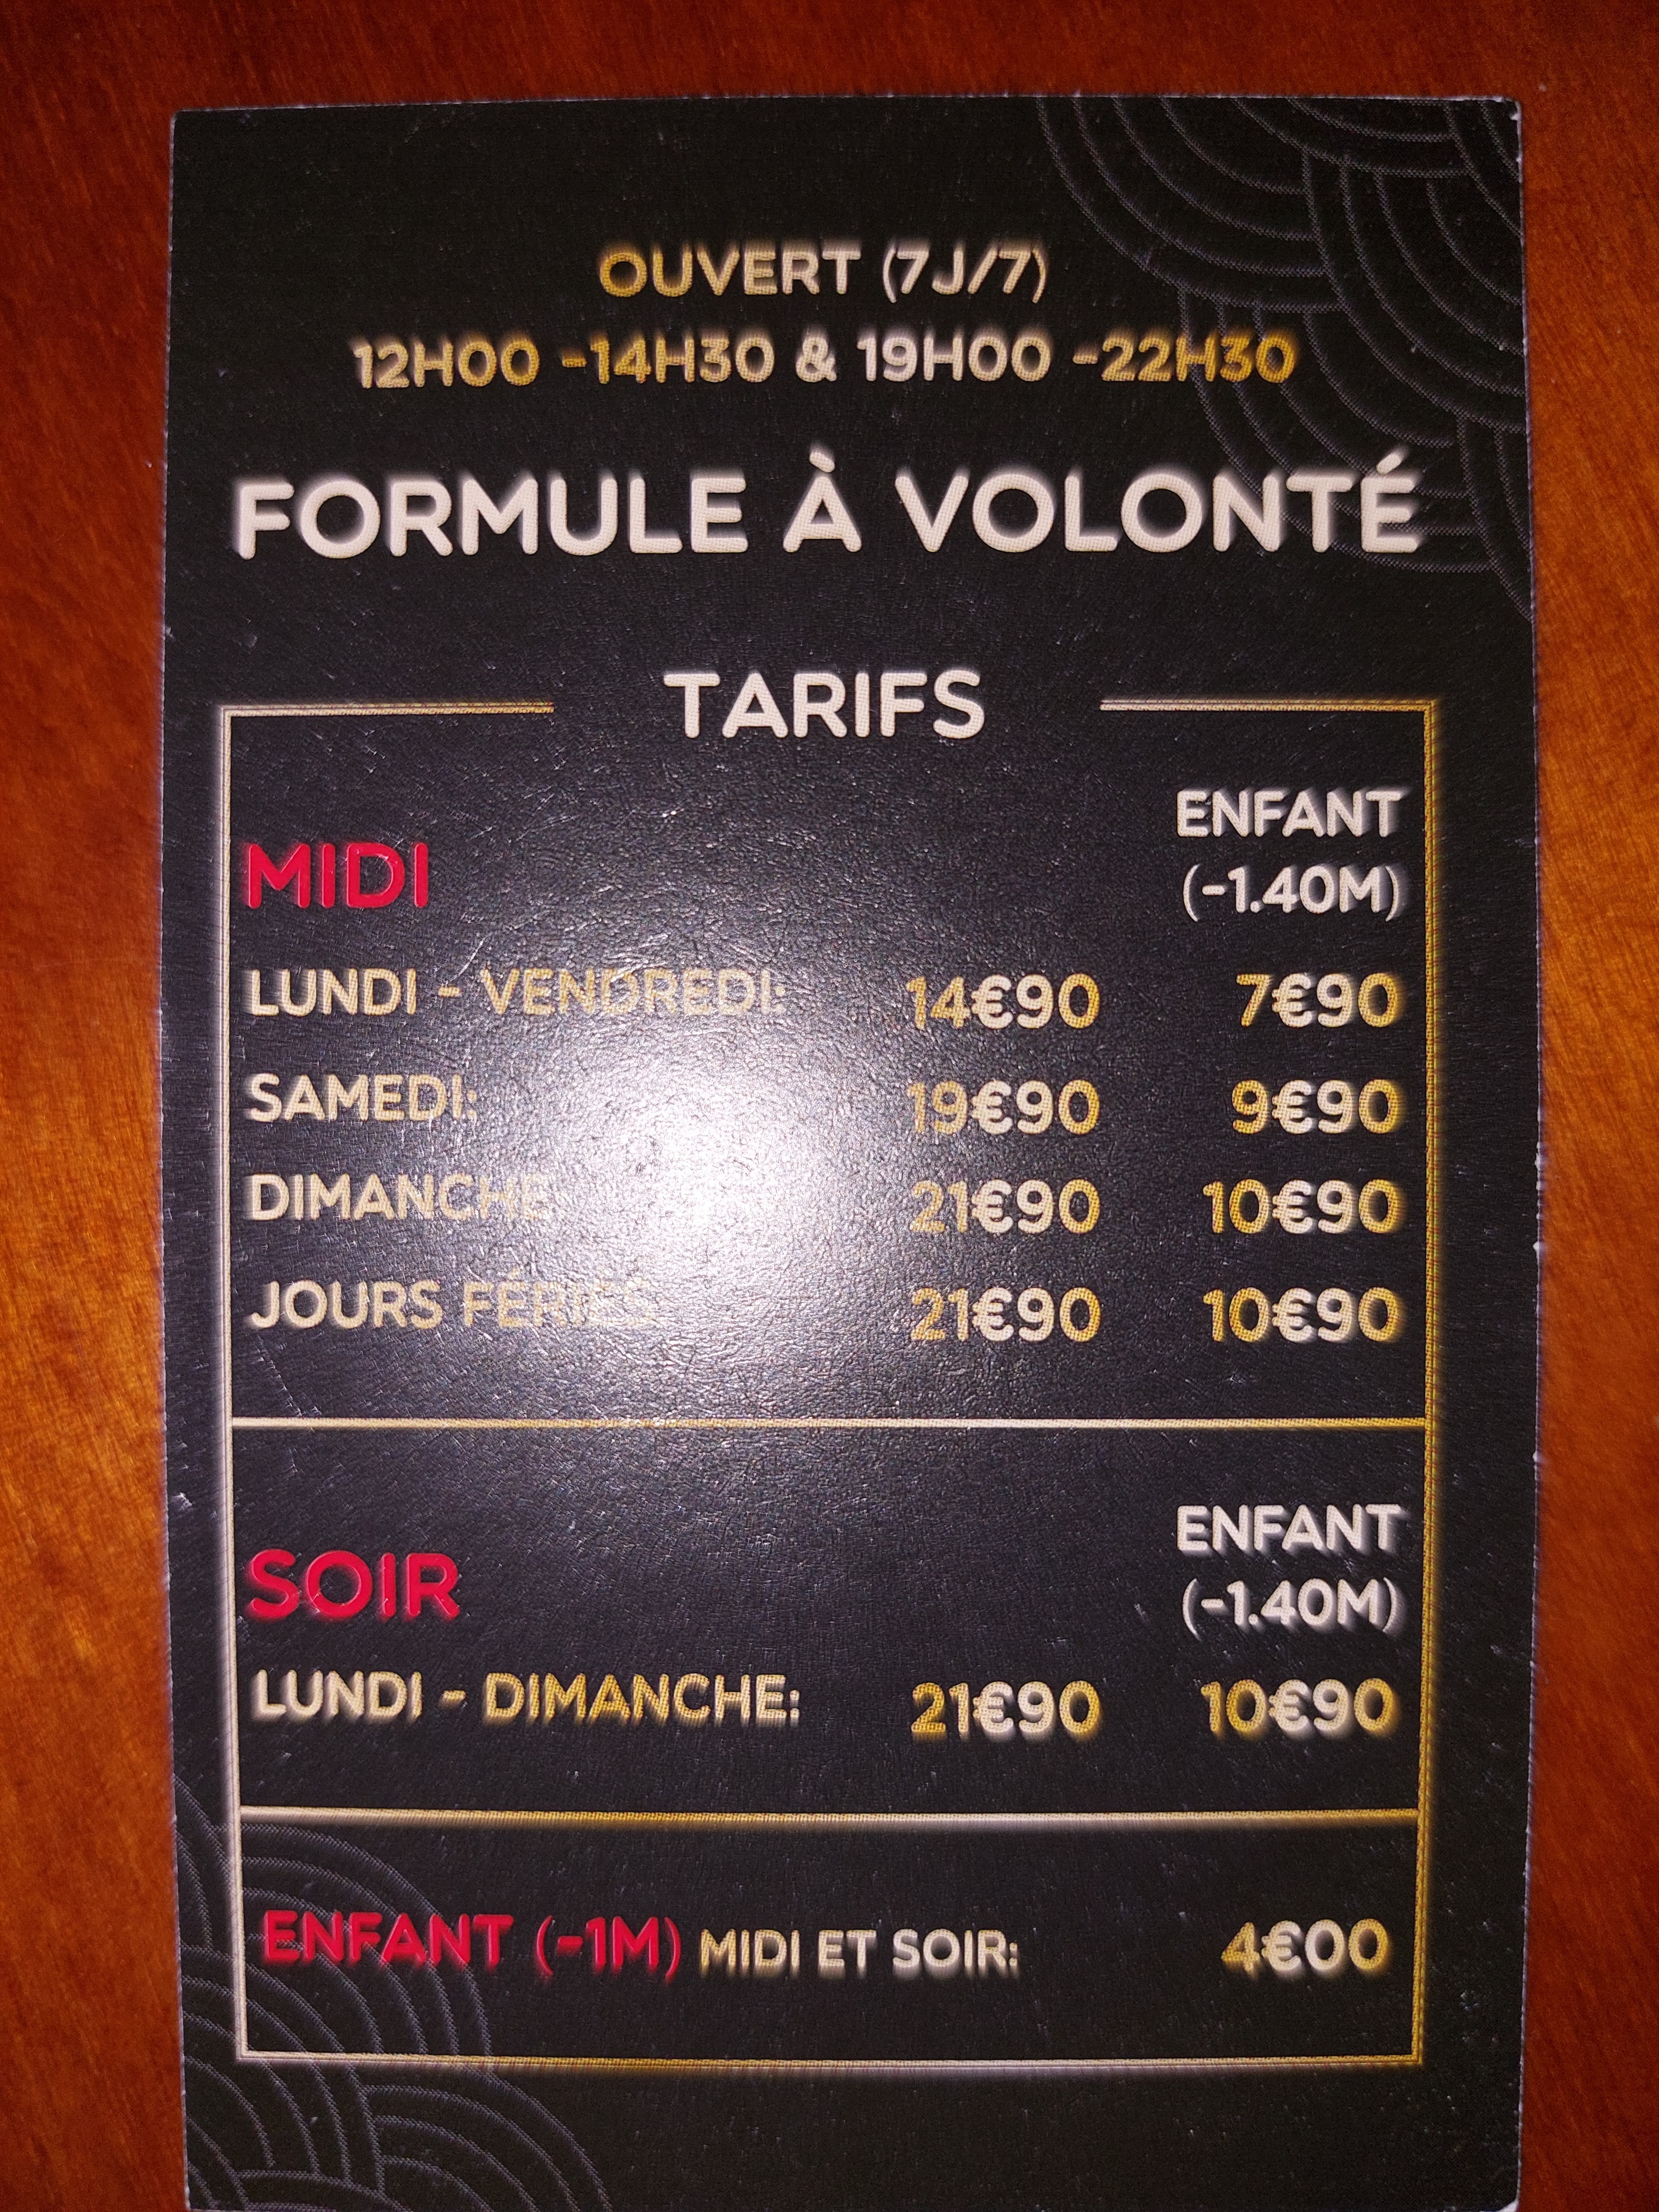 OUVERT (7J/7)
12H00 -14H30 & 19H00 -22H30
FORMULE À VOLONTÉ
TARIFS
ENFANT
MIDI (-1.40M)
LUNDI - VENDREDI: 14€90 7€90
SAMEDI: 19€90 9€90
DIMANCHE: 21€90 10€90
JOURS FÉRIÉS 21€90 10€90
ENFANT
SOIR (-1.40M)
LUNDI - DIMANCHE: 21€90 10€90
ENFANT (-1M) MIDI ET SOIR: 4€00